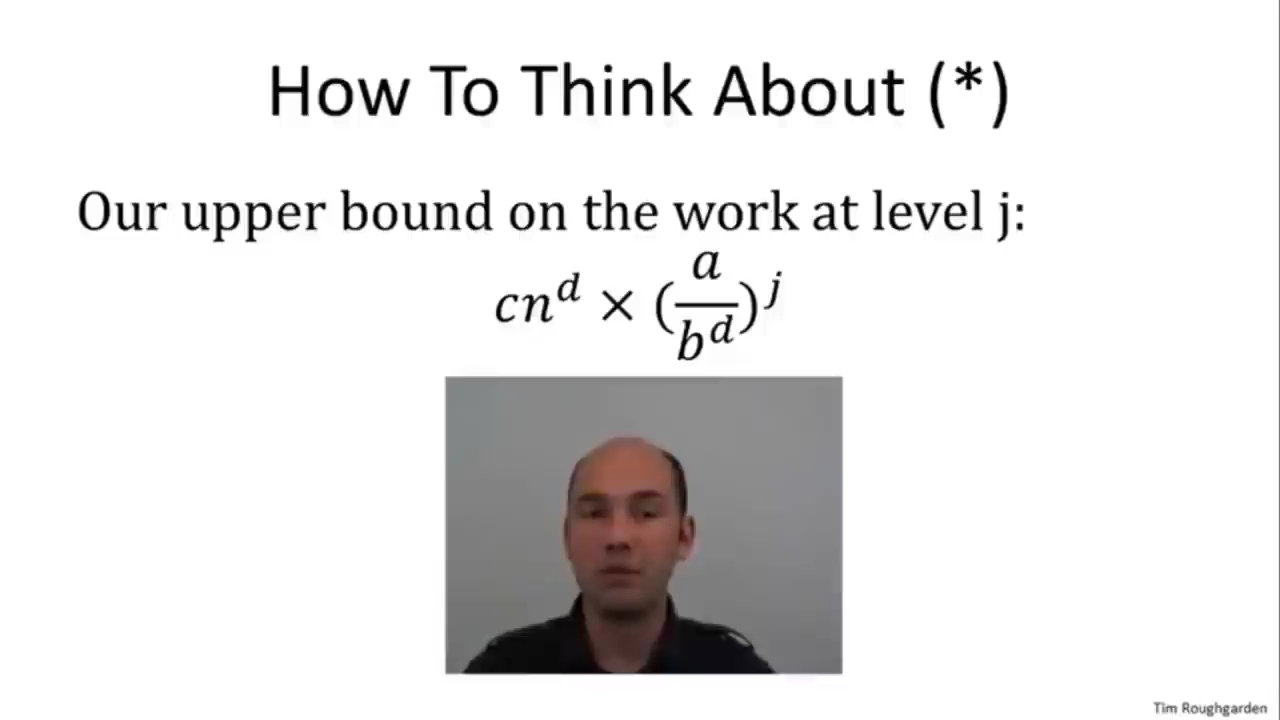 How To Think About (*)
Our upper bound on the work at level j:
cn^d × (a/b^d)^j
Tim Roughgarden